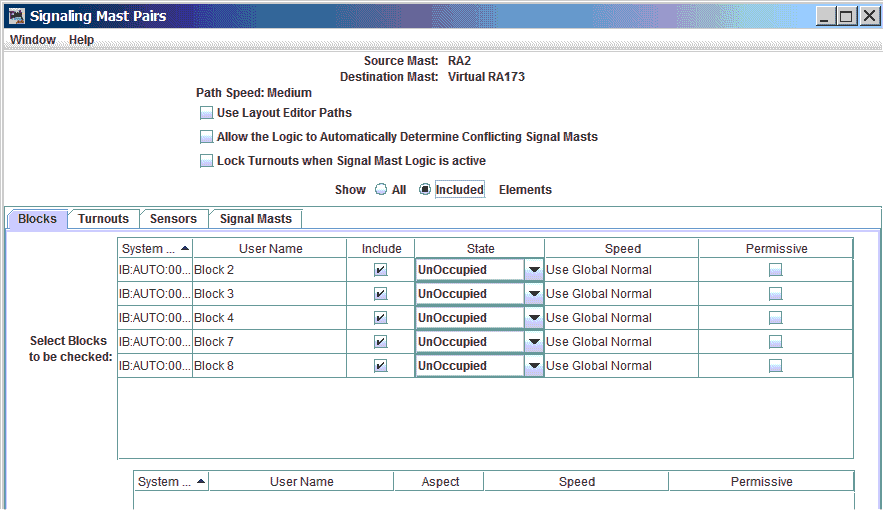 Signaling Mast Pairs
Window Help
Source Mast: RA2
Destination Mast: Virtual RA173
Path Speed: Medium
Use Layout Editor Paths
Allow the Logic to Automatically Determine Conflicting Signal Masts
Lock Turnouts when Signal Mast Logic is active
Show All Included Elements
Blocks Turnouts Sensors Signal Masts
System ... User Name Include State Speed Permissive
IB:AUTO:00... Block 2 UnOccupied Use Global Normal
IB:AUTO:00... Block 3 UnOccupied Use Global Normal
IB:AUTO:00... Block 4 UnOccupied Use Global Normal
Select Blocks
to be checked:
IB:AUTO:00... Block 7 UnOccupied Use Global Normal
IB:AUTO:00... Block 8 UnOccupied Use Global Normal
System ... User Name Aspect Speed Permissive